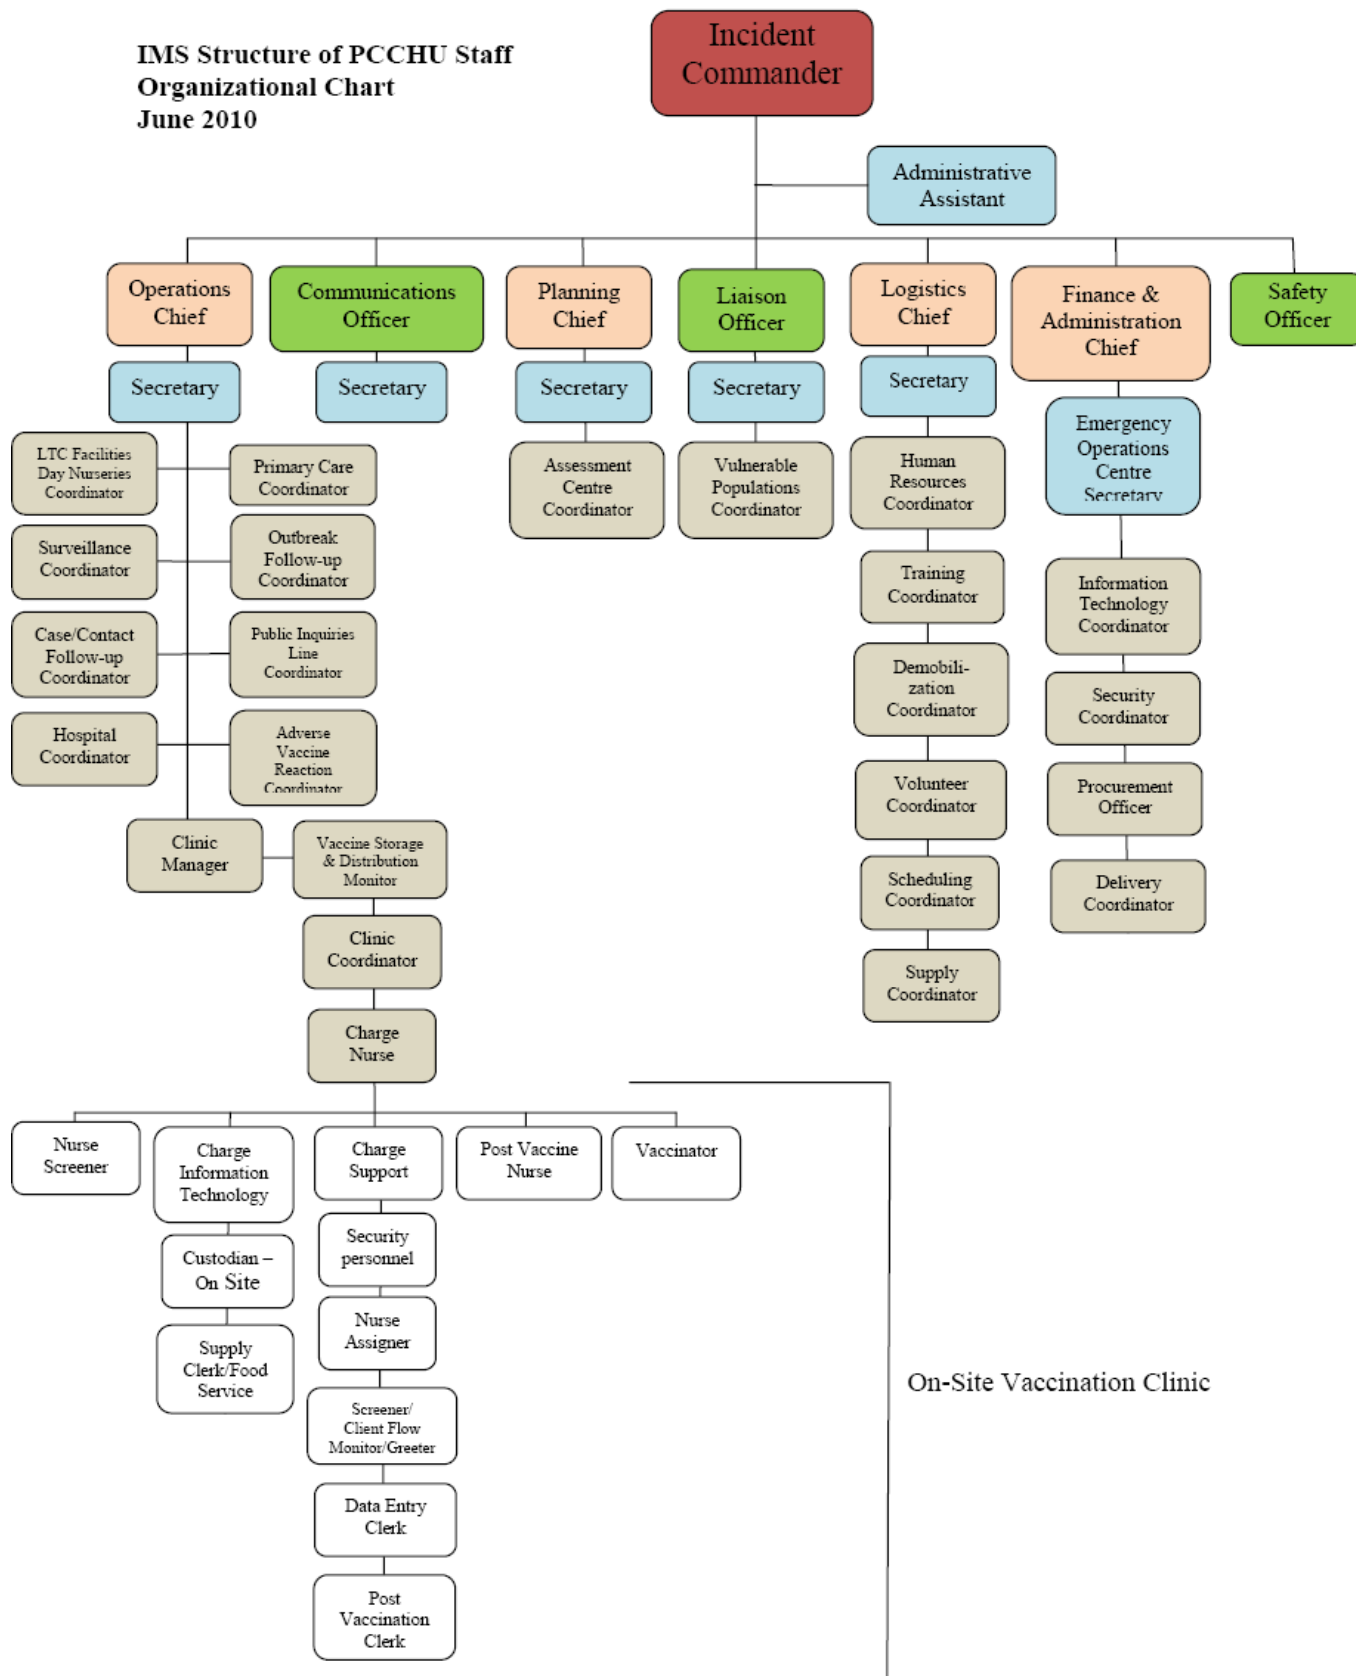 IMS Structure of PCCHU Staff
Organizational Chart
June 2010
Incident
Commander
Administrative
Assistant
Operations
Chief
Communications
Officer
Planning
Chief
Liaison
Officer
Logistics
Chief
Finance &
Administration
Chief
Safety
Officer
Secretary
Secretary
Secretary
Secretary
Secretary
Emergency
Operations
Centre
Secretary
LTC Facilities
Day Nurseries
Coordinator
Primary Care
Coordinator
Assessment
Centre
Coordinator
Vulnerable
Populations
Coordinator
Human
Resources
Coordinator
Surveillance
Coordinator
Outbreak
Follow-up
Coordinator
Training
Coordinator
Information
Technology
Coordinator
Case/Contact
Follow-up
Coordinator
Public Inquiries
Line
Coordinator
Demobili-
zation
Coordinator
Security
Coordinator
Hospital
Coordinator
Adverse
Vaccine
Reaction
Coordinator
Volunteer
Coordinator
Procurement
Officer
Clinic
Manager
Vaccine Storage
& Distribution
Monitor
Scheduling
Coordinator
Delivery
Coordinator
Clinic
Coordinator
Supply
Coordinator
Charge
Nurse
Nurse
Screener
Charge
Information
Technology
Charge
Support
Post Vaccine
Nurse
Vaccinator
Custodian –
On Site
Security
personnel
Supply
Clerk/Food
Service
Nurse
Assigner
Screener/
Client Flow
Monitor/Greeter
Data Entry
Clerk
Post
Vaccination
Clerk
On-Site Vaccination Clinic